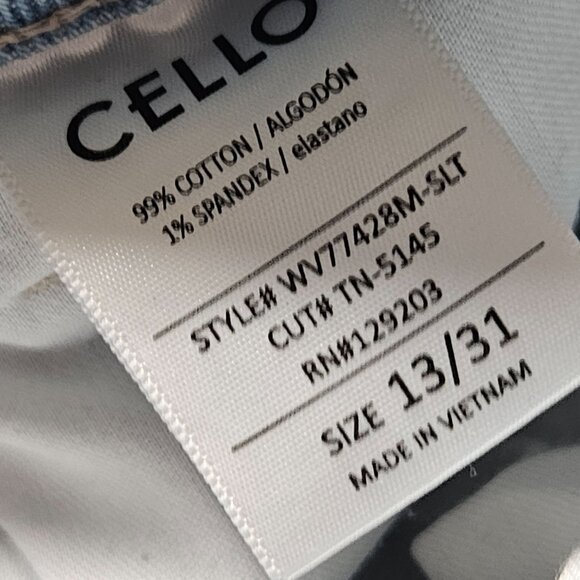 CELLO
99% COTTON / ALGODÓN
1% SPANDEX / elastano
STYLE# WV77428M-SLT
CUT# TN-5145
RN#129203
SIZE 13/31
MADE IN VIETNAM